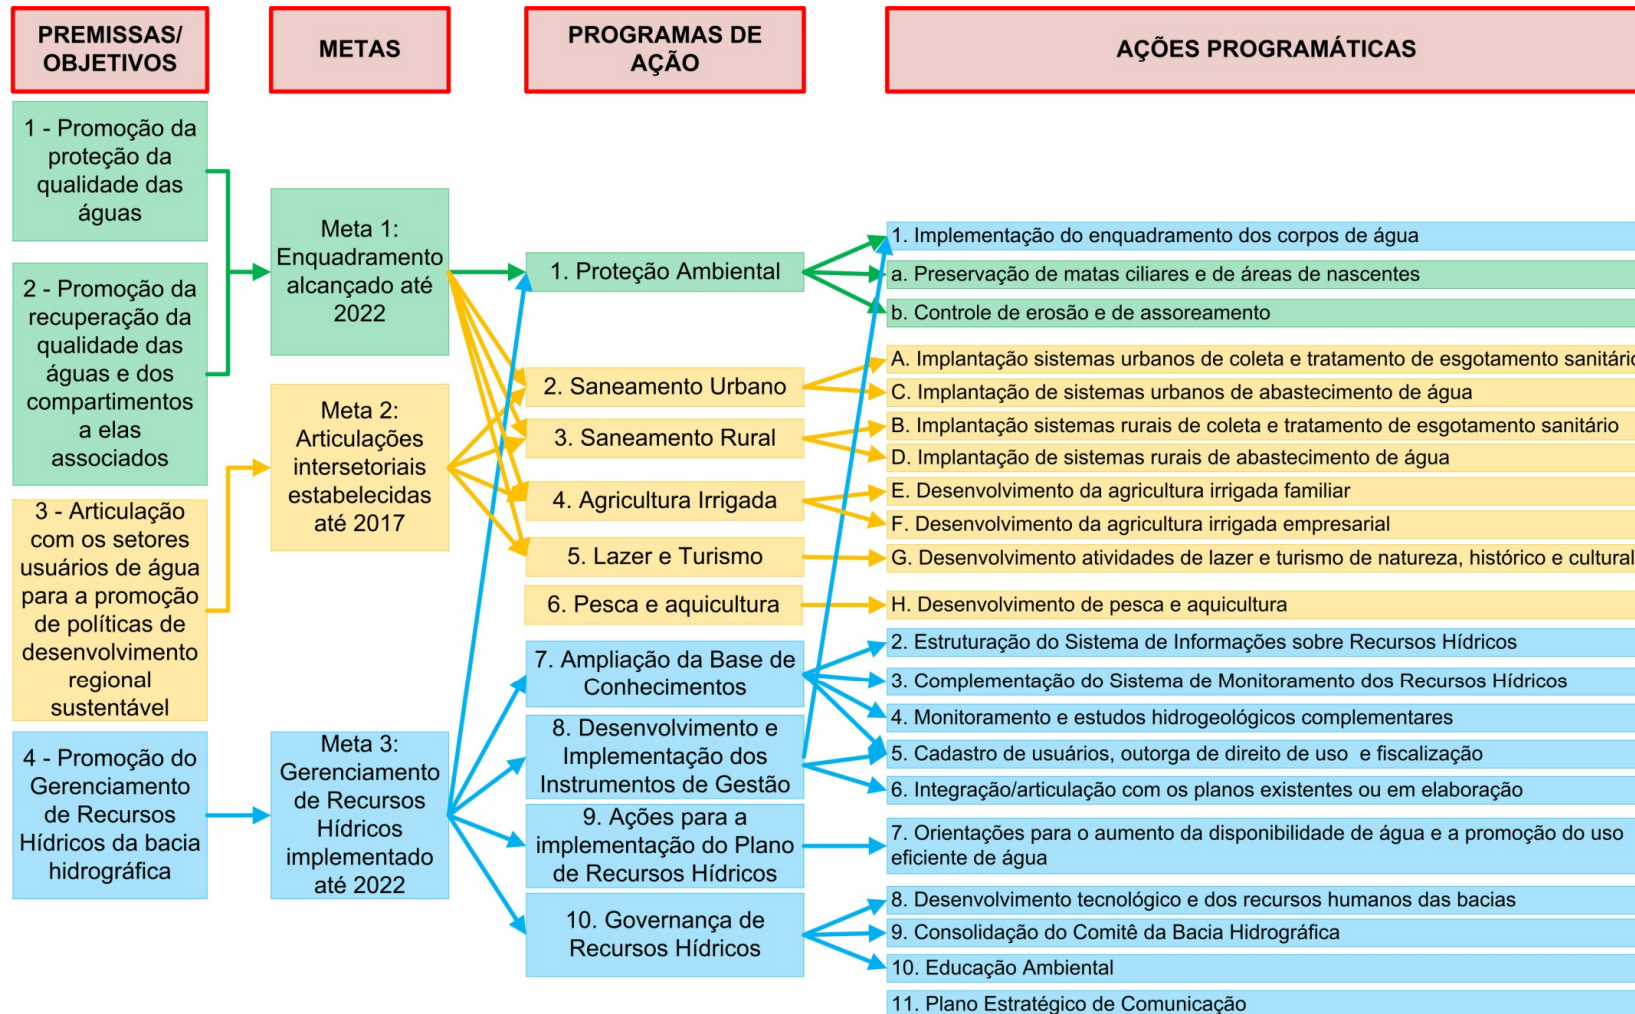 PREMISSAS/
OBJETIVOS
METAS
PROGRAMAS DE
AÇÃO
AÇÕES PROGRAMÁTICAS
1 - Promoção da
proteção da
qualidade das
águas
2 - Promoção da
recuperação da
qualidade das
águas e dos
compartimentos
a elas
associados
3 - Articulação
com os setores
usuários de água
para a promoção
de políticas de
desenvolvimento
regional
sustentável
4 - Promoção do
Gerenciamento
de Recursos
Hídricos da bacia
hidrográfica
Meta 1:
Enquadramento
alcançado até
2022
Meta 2:
Articulações
intersetoriais
estabelecidas
até 2017
Meta 3:
Gerenciamento
de Recursos
Hídricos
implementado
até 2022
1. Proteção Ambiental
2. Saneamento Urbano
3. Saneamento Rural
4. Agricultura Irrigada
5. Lazer e Turismo
6. Pesca e aquicultura
7. Ampliação da Base de
Conhecimentos
8. Desenvolvimento e
Implementação dos
Instrumentos de Gestão
9. Ações para a
implementação do Plano
de Recursos Hídricos
10. Governança de
Recursos Hídricos
1. Implementação do enquadramento dos corpos de água
a. Preservação de matas ciliares e de áreas de nascentes
b. Controle de erosão e de assoreamento
A. Implantação sistemas urbanos de coleta e tratamento de esgotamento sanitário
C. Implantação de sistemas urbanos de abastecimento de água
B. Implantação sistemas rurais de coleta e tratamento de esgotamento sanitário
D. Implantação de sistemas rurais de abastecimento de água
E. Desenvolvimento da agricultura irrigada familiar
F. Desenvolvimento da agricultura irrigada empresarial
G. Desenvolvimento atividades de lazer e turismo de natureza, histórico e cultural
H. Desenvolvimento de pesca e aquicultura
2. Estruturação do Sistema de Informações sobre Recursos Hídricos
3. Complementação do Sistema de Monitoramento dos Recursos Hídricos
4. Monitoramento e estudos hidrogeológicos complementares
5. Cadastro de usuários, outorga de direito de uso e fiscalização
6. Integração/articulação com os planos existentes ou em elaboração
7. Orientações para o aumento da disponibilidade de água e a promoção do uso
eficiente de água
8. Desenvolvimento tecnológico e dos recursos humanos das bacias
9. Consolidação do Comitê da Bacia Hidrográfica
10. Educação Ambiental
11. Plano Estratégico de Comunicação